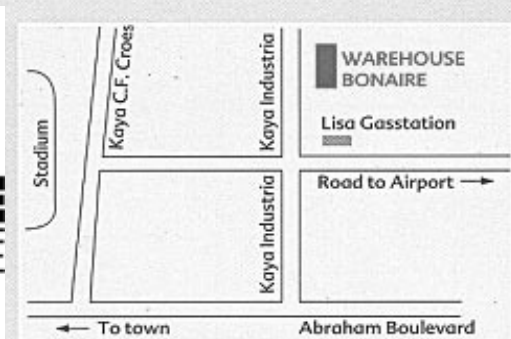 Kaya C.F. Croes
Kaya Industria
WAREHOUSE
BONAIRE
Lisa Gasstation
Stadium
Road to Airport →
Kaya Industria
← To town
Abraham Boulevard